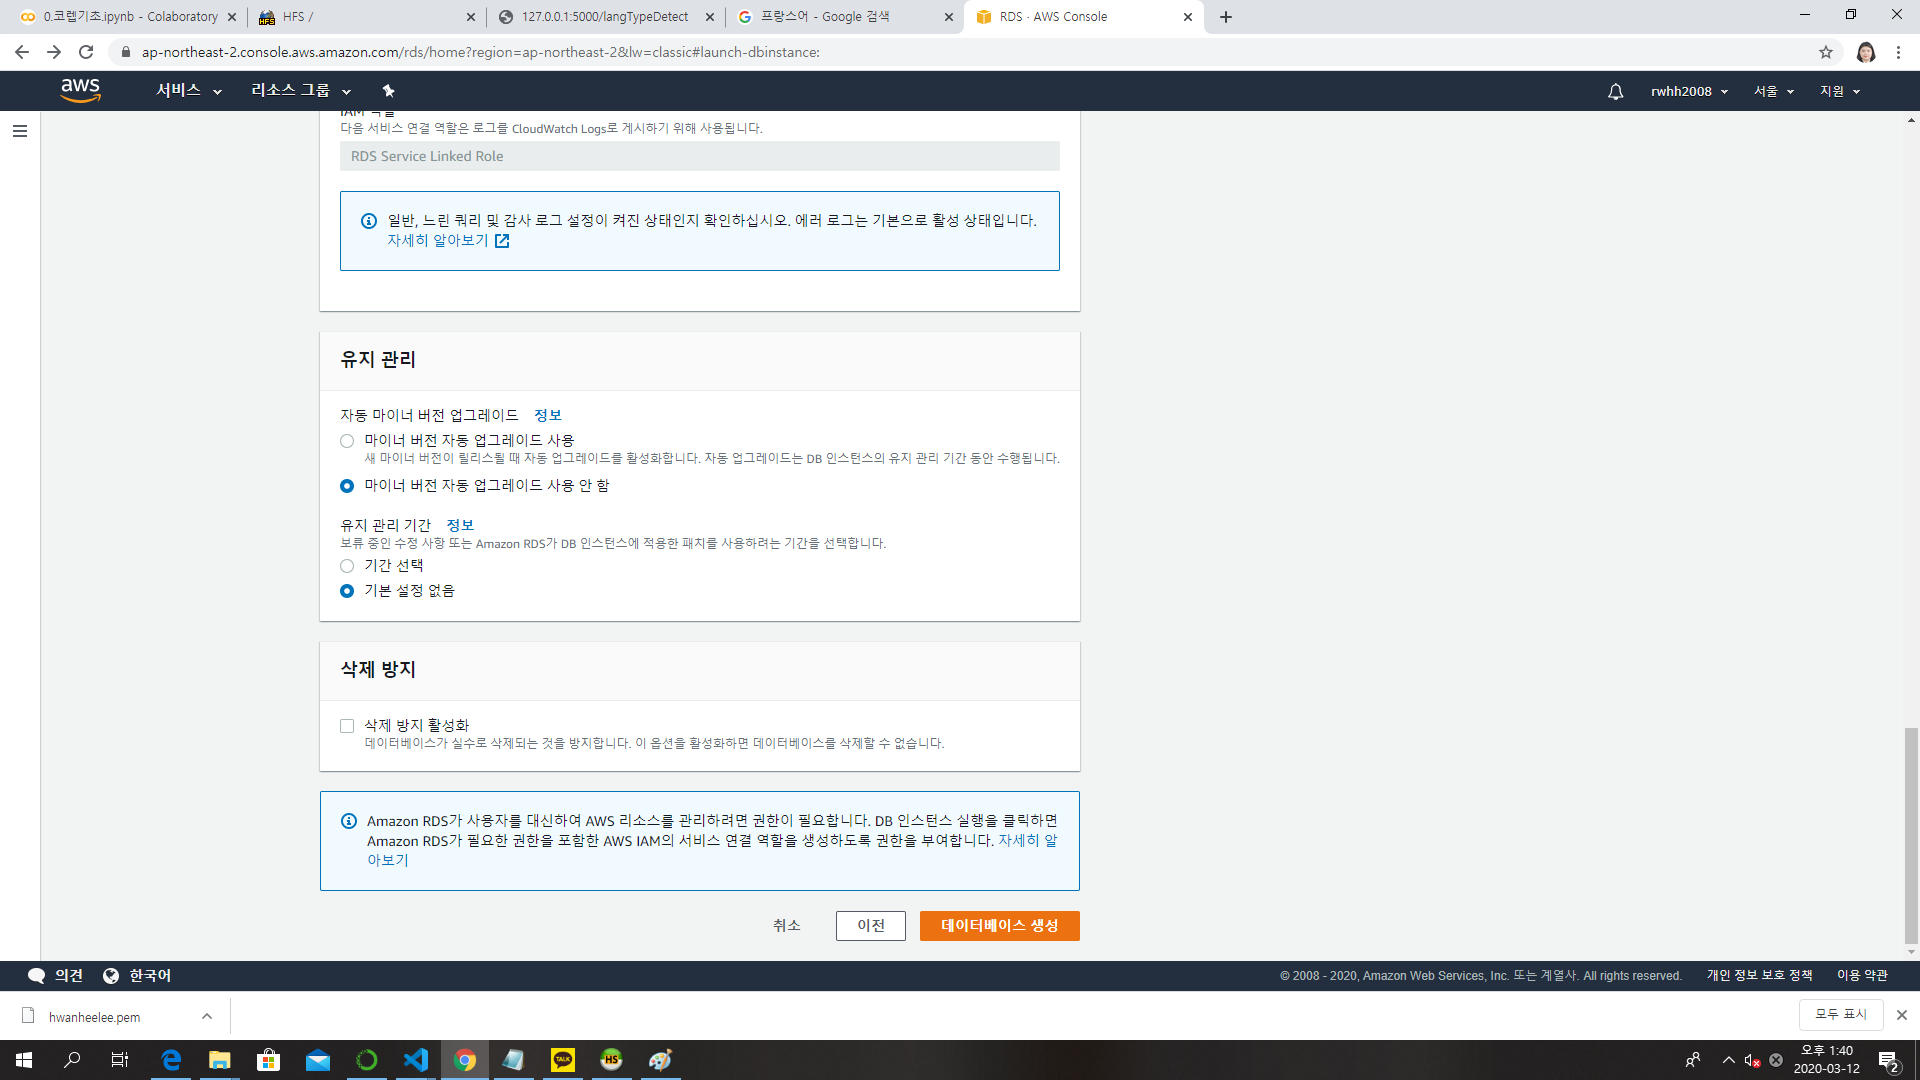 0.코렙기초.ipynb - Colaboratory
HFS /
127.0.0.1:5000/langTypeDetect
프랑스어 - Google 검색
RDS · AWS Console
ap-northeast-2.console.aws.amazon.com/rds/home?region=ap-northeast-2&lw=classic#launch-dbinstance:
aws
서비스
리소스 그룹
rwhh2008
서울
지원
다음 서비스 연결 역할은 로그를 CloudWatch Logs로 게시하기 위해 사용됩니다.
RDS Service Linked Role
일반, 느린 쿼리 및 감사 로그 설정이 켜진 상태인지 확인하십시오. 에러 로그는 기본으로 활성 상태입니다.
자세히 알아보기
유지 관리
자동 마이너 버전 업그레이드 정보
마이너 버전 자동 업그레이드 사용
새 마이너 버전이 릴리스될 때 자동 업그레이드를 활성화합니다. 자동 업그레이드는 DB 인스턴스의 유지 관리 기간 동안 수행됩니다.
마이너 버전 자동 업그레이드 사용 안 함
유지 관리 기간 정보
보류 중인 수정 사항 또는 Amazon RDS가 DB 인스턴스에 적용한 패치를 사용하려는 기간을 선택합니다.
기간 선택
기본 설정 없음
삭제 방지
삭제 방지 활성화
데이터베이스가 실수로 삭제되는 것을 방지합니다. 이 옵션을 활성화하면 데이터베이스를 삭제할 수 없습니다.
Amazon RDS가 사용자를 대신하여 AWS 리소스를 관리하려면 권한이 필요합니다. DB 인스턴스 실행을 클릭하면
Amazon RDS가 필요한 권한을 포함한 AWS IAM의 서비스 연결 역할을 생성하도록 권한을 부여합니다. 자세히 알
아보기
취소
이전
데이터베이스 생성
의견
한국어
© 2008 - 2020, Amazon Web Services, Inc. 또는 계열사. All rights reserved.
개인 정보 보호 정책
이용 약관
hwanheelee.pem
모두 표시
TALK
HS
오후 1:40
2020-03-12
2